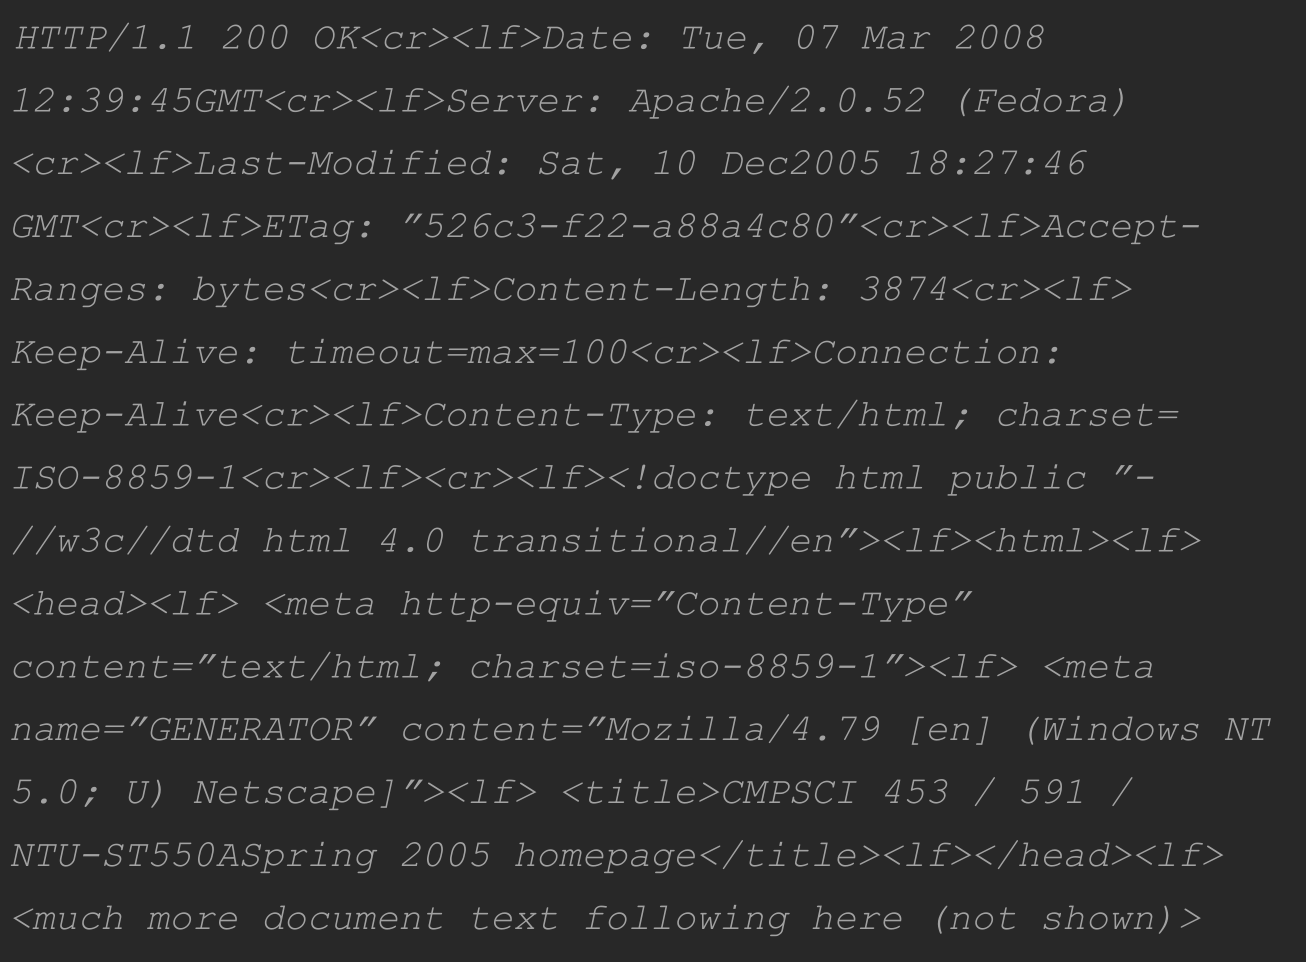 HTTP/1.1 200 OK<cr><lf>Date: Tue, 07 Mar 2008
12:39:45GMT<cr><lf>Server: Apache/2.0.52 (Fedora)
<cr><lf>Last-Modified: Sat, 10 Dec2005 18:27:46
GMT<cr><lf>ETag: ”526c3-f22-a88a4c80”<cr><lf>Accept-
Ranges: bytes<cr><lf>Content-Length: 3874<cr><lf>
Keep-Alive: timeout=max=100<cr><lf>Connection:
Keep-Alive<cr><lf>Content-Type: text/html; charset=
ISO-8859-1<cr><lf><cr><lf><!doctype html public ”-
//w3c//dtd html 4.0 transitional//en”><lf><html><lf>
<head><lf> <meta http-equiv=”Content-Type”
content=”text/html; charset=iso-8859-1”><lf> <meta
name=”GENERATOR” content=”Mozilla/4.79 [en] (Windows NT
5.0; U) Netscape]”><lf> <title>CMPSCI 453 / 591 /
NTU-ST550ASpring 2005 homepage</title><lf></head><lf>
<much more document text following here (not shown)>